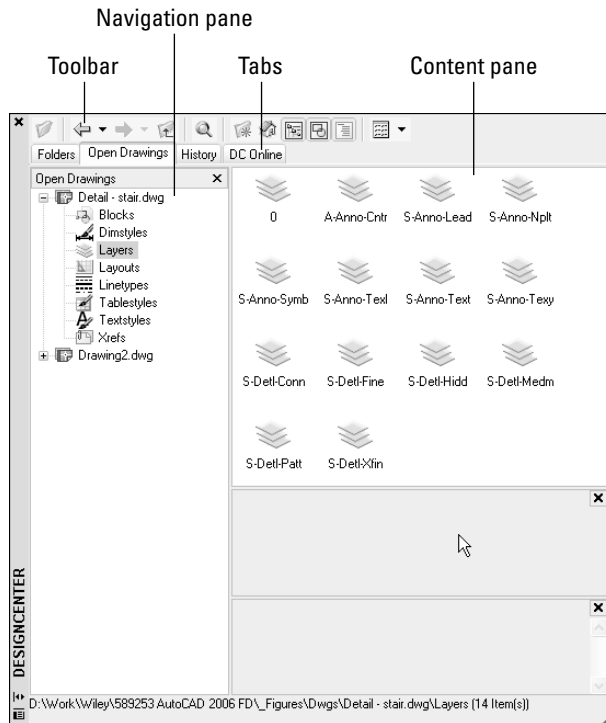 Navigation pane
Toolbar Tabs Content pane
Folders Open Drawings History DC Online
Open Drawings
Detail - stair.dwg
Blocks
Dimstyles
Layers
Layouts
Linetypes
Tablestyles
Textstyles
Xrefs
Drawing2.dwg
0 A-Anno-Cntr S-Anno-Lead S-Anno-Nplt
S-Anno-Symb S-Anno-Texl S-Anno-Text S-Anno-Texy
S-Detl-Conn S-Detl-Fine S-Detl-Hidd S-Detl-Medm
S-Detl-Patt S-Detl-Xfin
DESIGNCENTER
D:\Work\Wiley\589253 AutoCAD 2006 FD\_Figures\Dwgs\Detail - stair.dwg\Layers (14 Item(s))